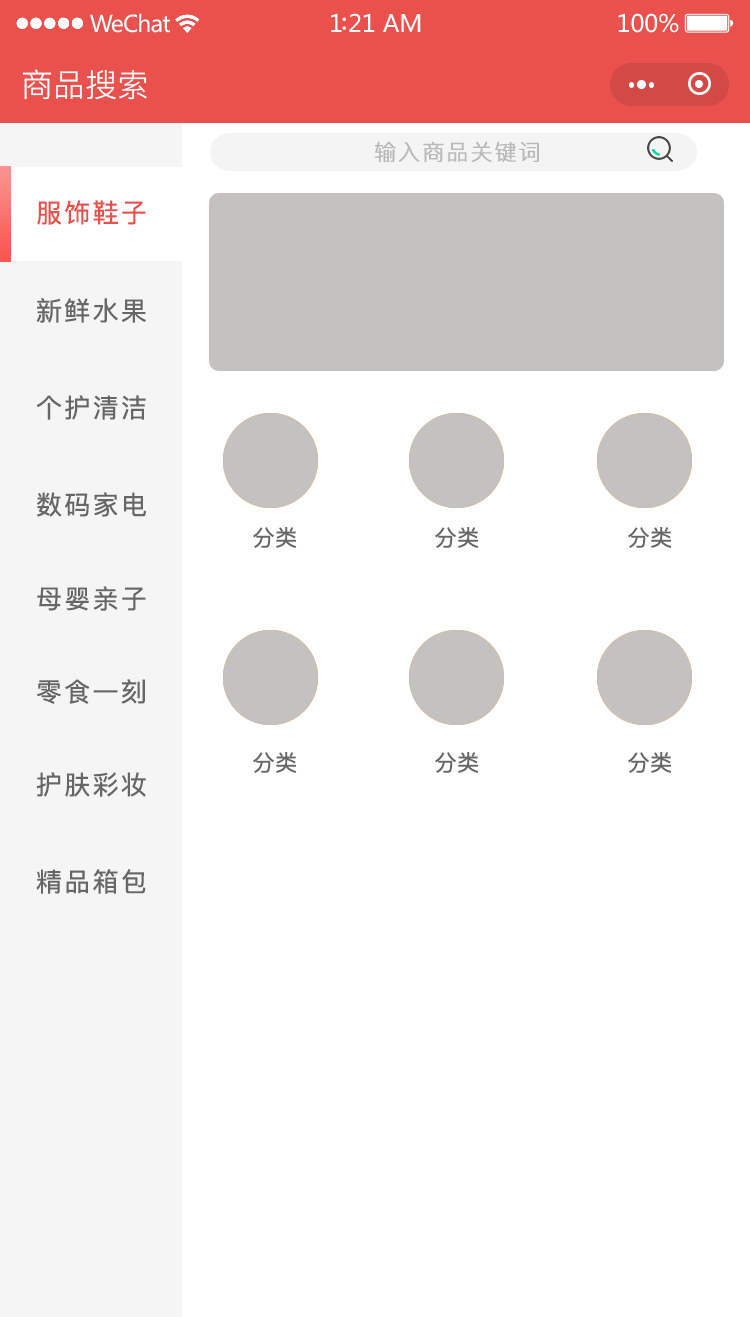 WeChat 1:21 AM 100%
商品搜索
输入商品关键词
服饰鞋子
新鲜水果
个护清洁
数码家电
母婴亲子
零食一刻
护肤彩妆
精品箱包
分类 分类 分类
分类 分类 分类